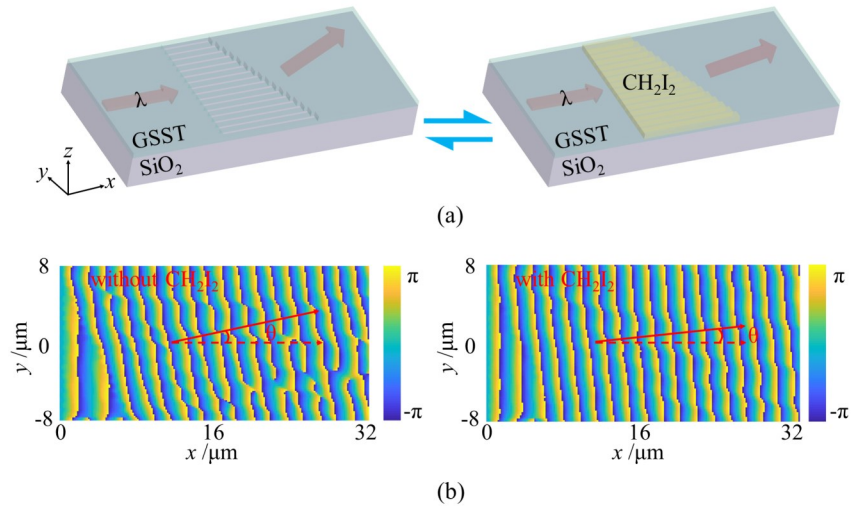 λ
GSST
SiO₂
z
y
x
CH₂I₂
λ
GSST
SiO₂
(a)
8
0
-8
y /μm
without CH₂I₂
θ
0
16
32
x /μm
π
-π
8
0
-8
y /μm
with CH₂I₂
θ
0
16
32
x /μm
π
-π
(b)